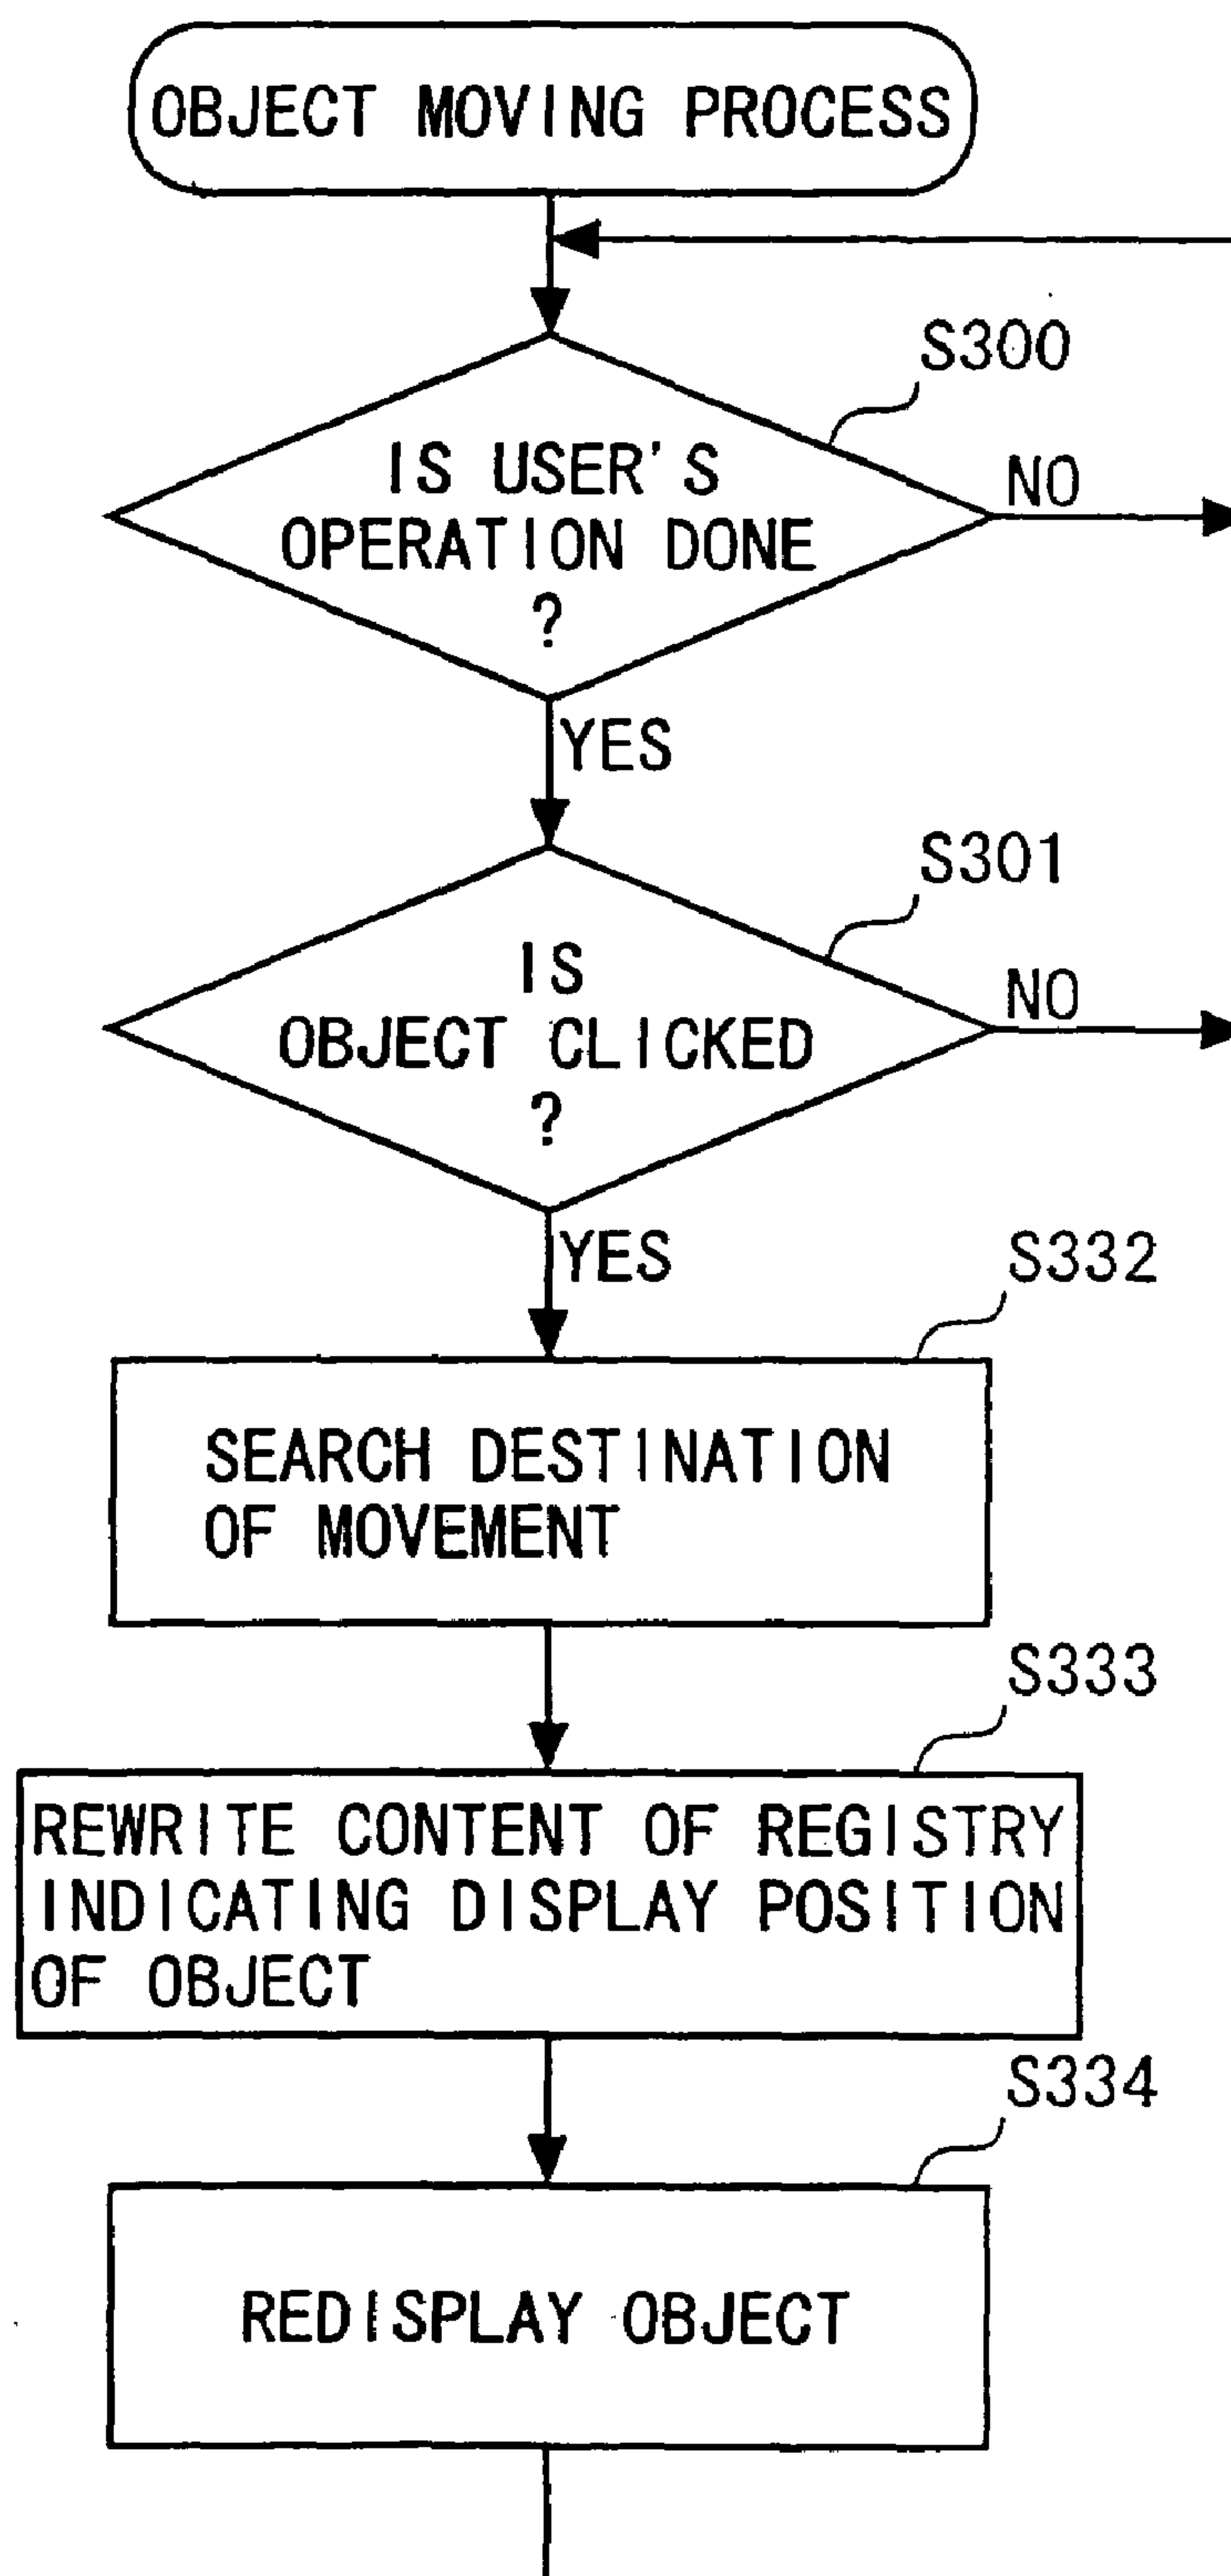 OBJECT MOVING PROCESS
S300
IS USER'S
OPERATION DONE
?
NO
YES
S301
IS
OBJECT CLICKED
?
NO
YES
S332
SEARCH DESTINATION
OF MOVEMENT
S333
REWRITE CONTENT OF REGISTRY
INDICATING DISPLAY POSITION
OF OBJECT
S334
REDISPLAY OBJECT